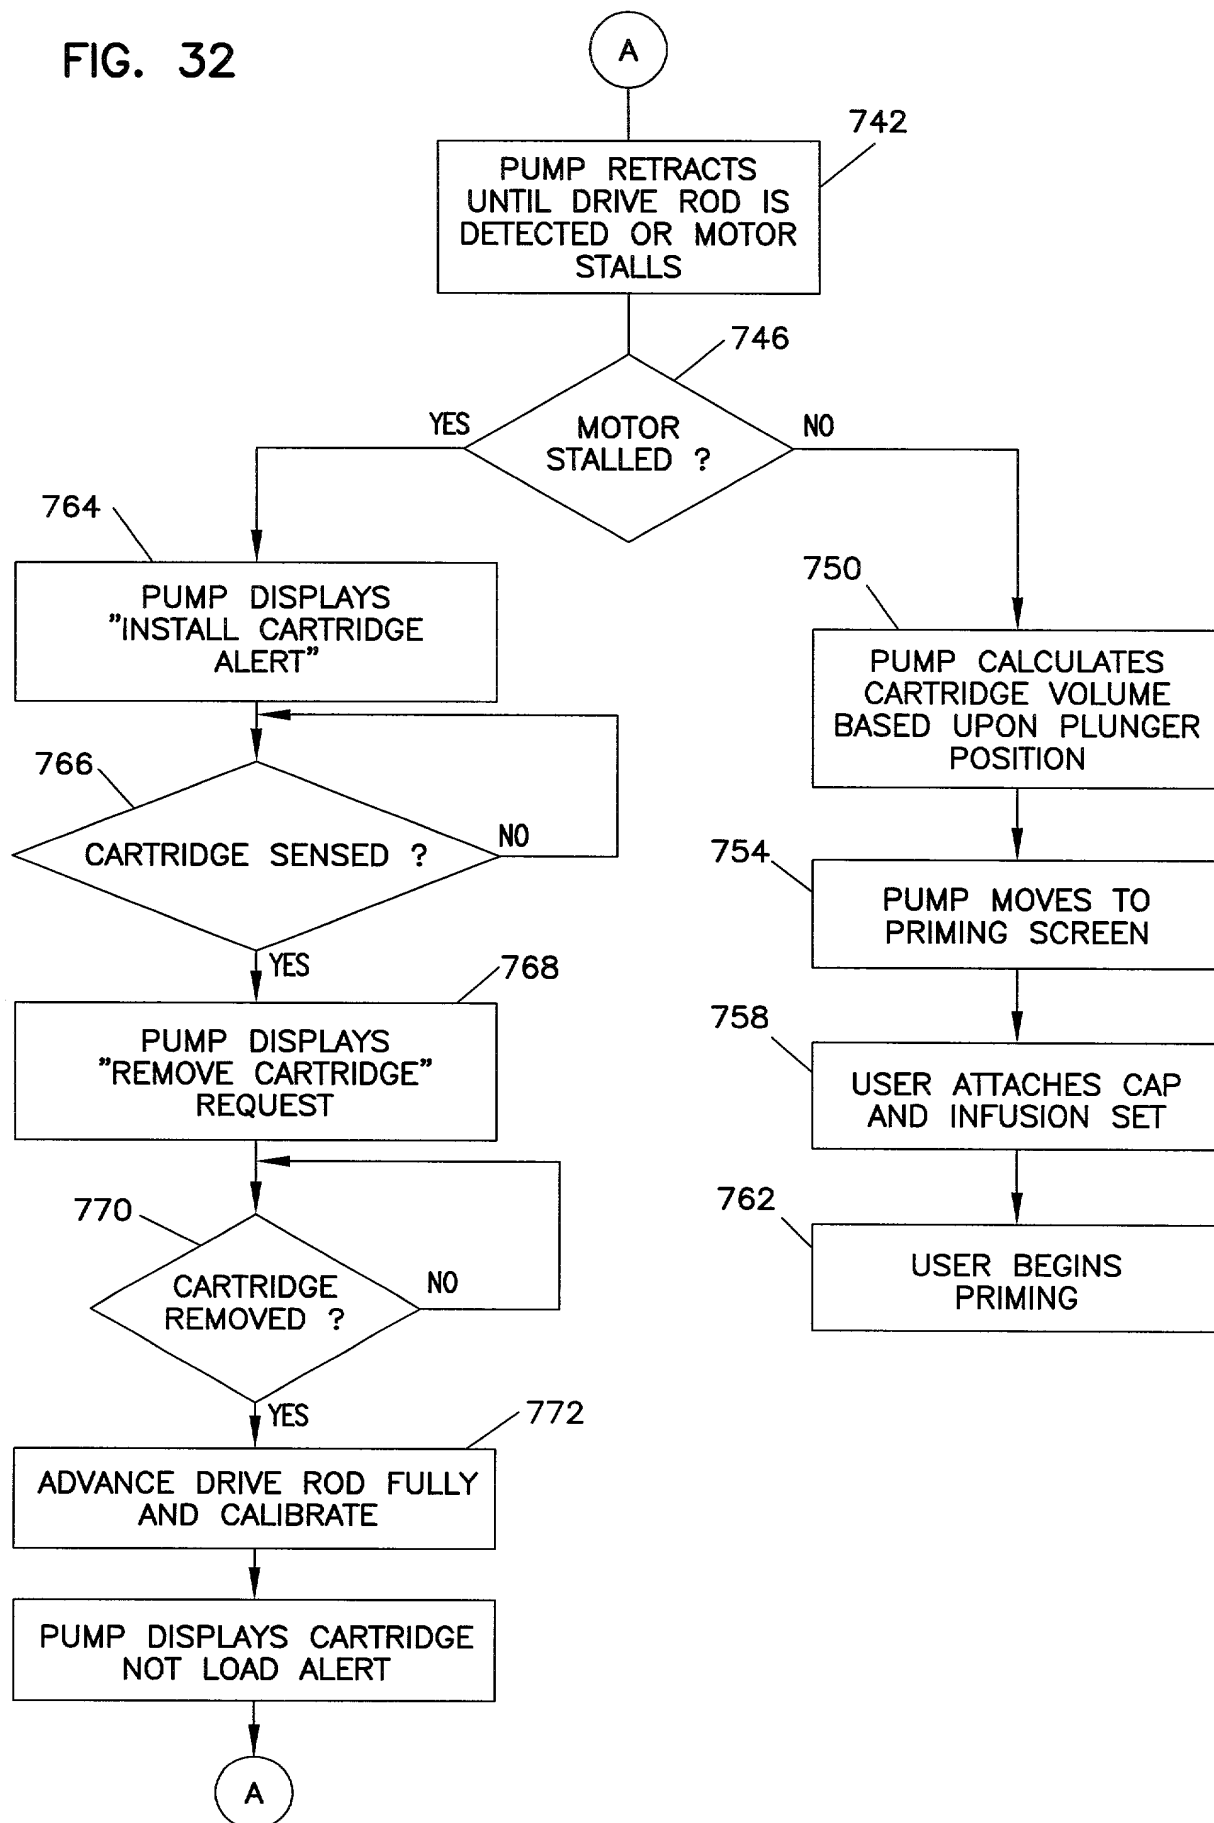 FIG. 32
A
742
PUMP RETRACTS
UNTIL DRIVE ROD IS
DETECTED OR MOTOR
STALLS
746
YES
MOTOR
STALLED ?
NO
764
PUMP DISPLAYS
"INSTALL CARTRIDGE
ALERT"
750
PUMP CALCULATES
CARTRIDGE VOLUME
BASED UPON PLUNGER
POSITION
766
CARTRIDGE SENSED ?
NO
YES
754
PUMP MOVES TO
PRIMING SCREEN
768
PUMP DISPLAYS
"REMOVE CARTRIDGE"
REQUEST
758
USER ATTACHES CAP
AND INFUSION SET
770
CARTRIDGE
REMOVED ?
NO
YES
762
USER BEGINS
PRIMING
772
ADVANCE DRIVE ROD FULLY
AND CALIBRATE
PUMP DISPLAYS CARTRIDGE
NOT LOAD ALERT
A